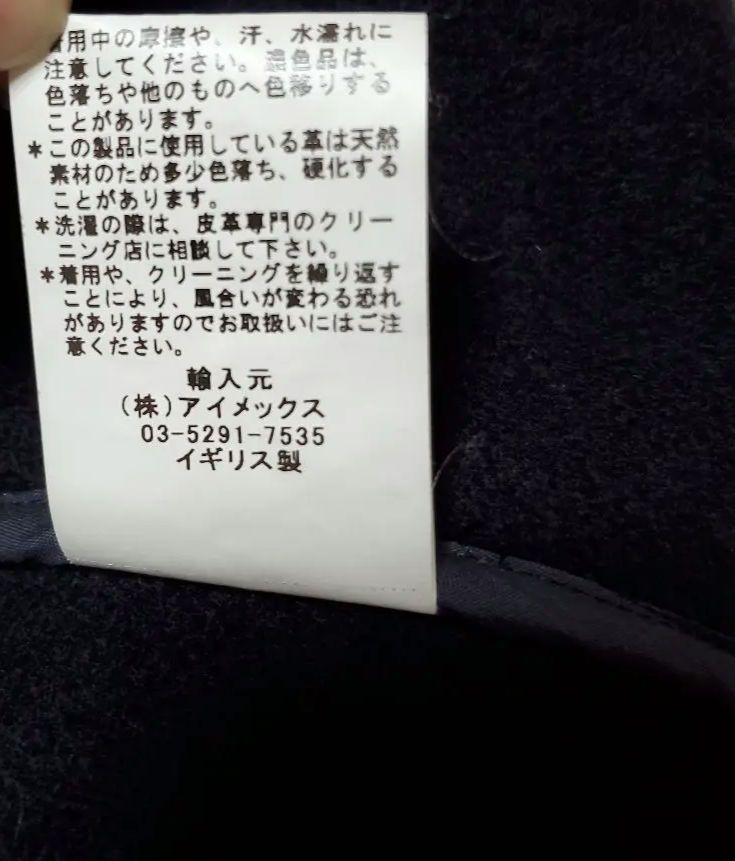 着用中の摩擦や、汗、水濡れに
注意してください。濃色品は、
色落ちや他のものへ色移りする
ことがあります。
*この製品に使用している革は天然
素材のため多少色落ち、硬化する
ことがあります。
*洗濯の際は、皮革専門のクリー
ニング店に相談して下さい。
*着用や、クリーニングを繰り返す
ことにより、風合いが変わる恐れ
がありますのでお取扱いにはご注
意ください。
輸入元
(株)アイメックス
03-5291-7535
イギリス製